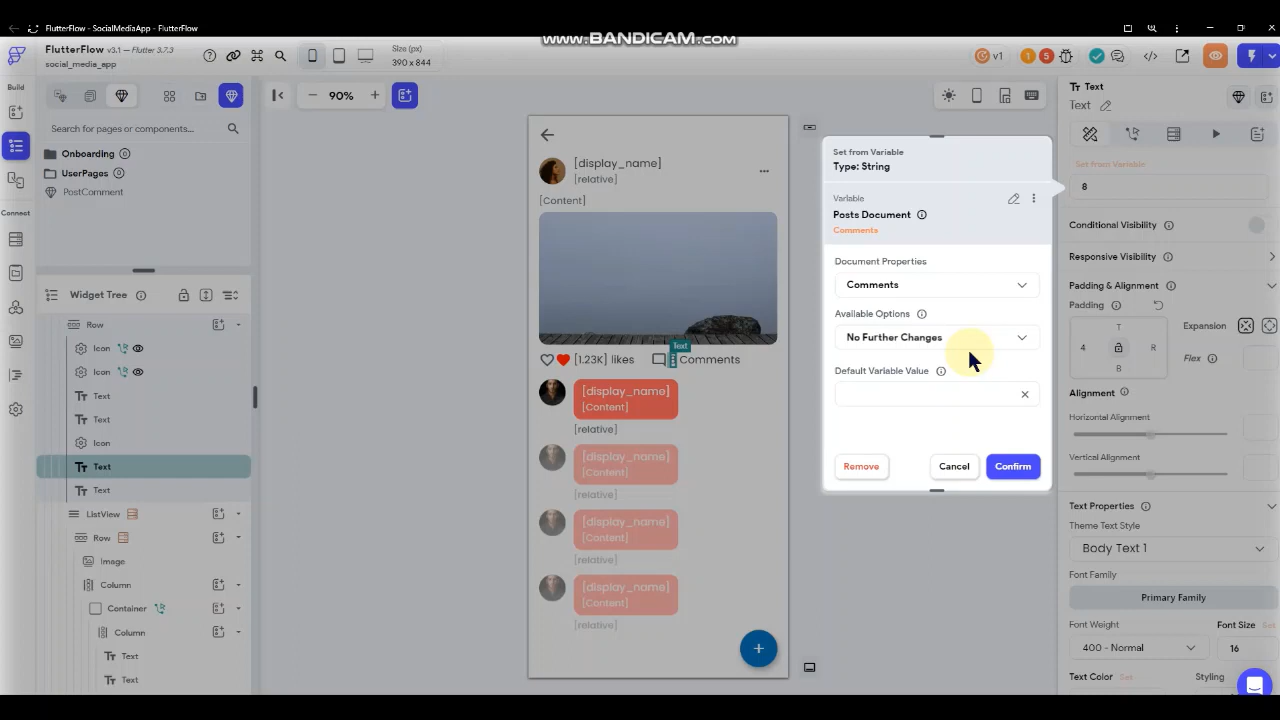 FlutterFlow - SocialMediaApp - FlutterFlow
www.BANDICAM.com
FlutterFlow v3.1 - Flutter 3.7.3
social_media_app
Size (px)
390 x 844
v1
1
5
Build
90%
Search for pages or components...
Onboarding
UserPages
PostComment
Connect
Widget Tree
Row
Icon
Icon
Text
Text
Icon
Text
Text
ListView
Row
Image
Column
Container
Column
Text
Text
[display_name]
[relative]
[Content]
Text
[1.23K] likes
Comments
[display_name]
[Content]
[relative]
[display_name]
[Content]
[relative]
[display_name]
[Content]
[relative]
[display_name]
[Content]
[relative]
Set from Variable
Type: String
Variable
Posts Document
Comments
Document Properties
Comments
Available Options
No Further Changes
Default Variable Value
Remove
Cancel
Confirm
Text
Text
Set from Variable
8
Conditional Visibility
Responsive Visibility
Padding & Alignment
Padding
Expansion
T
4
R
B
Flex
Alignment
Horizontal Alignment
Vertical Alignment
Text Properties
Theme Text Style
Body Text 1
Font Family
Primary Family
Font Weight
Font Size
Set
400 - Normal
16
Text Color
Set
Styling